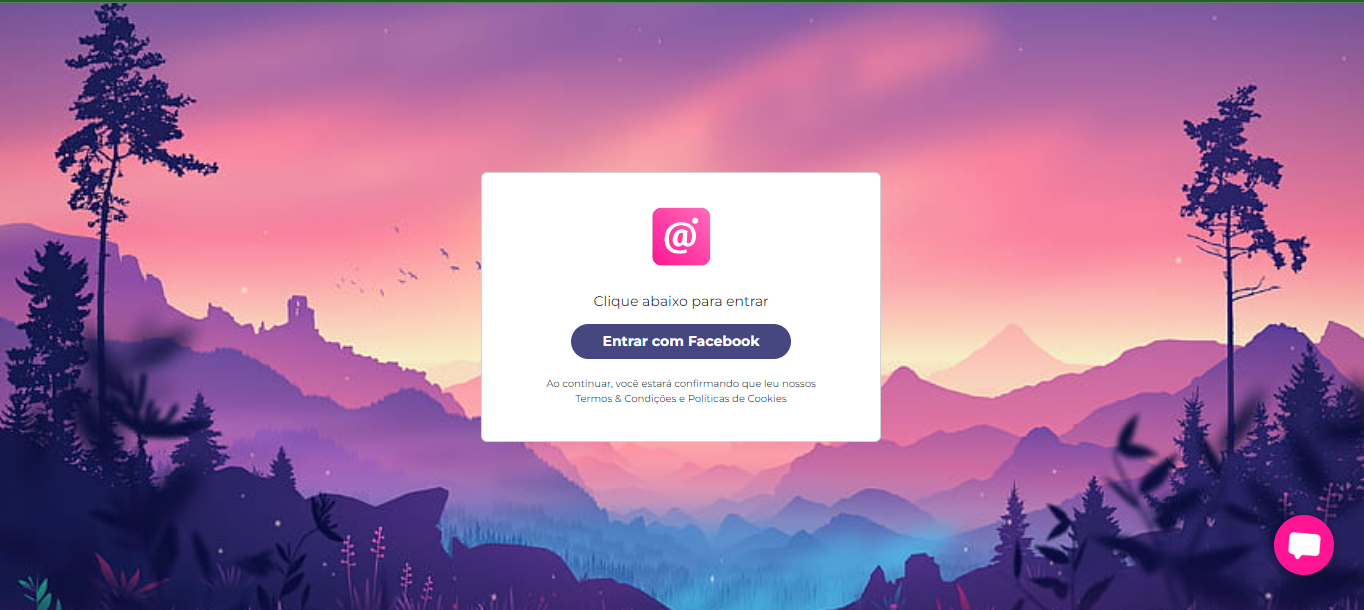 @
Clique abaixo para entrar
Entrar com Facebook
Ao continuar, você estará confirmando que leu nossos
Termos & Condições e Políticas de Cookies